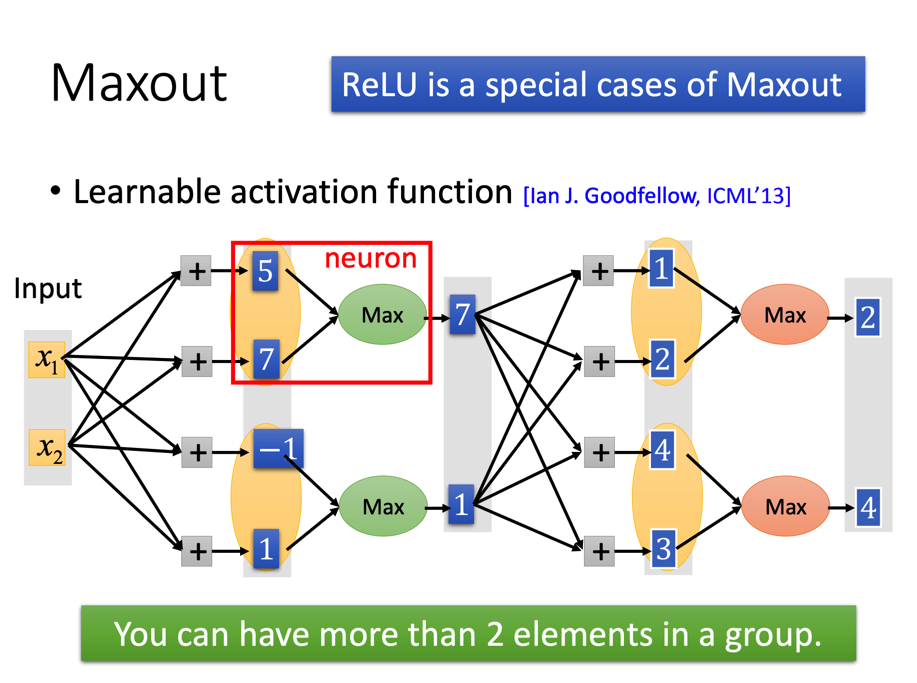 Maxout
ReLU is a special cases of Maxout
• Learnable activation function [Ian J. Goodfellow, ICML’13]
neuron
Input
x₁
x₂
+
+
+
+
5
7
−1
1
Max
Max
7
1
+
+
+
+
1
2
4
3
Max
Max
2
4
You can have more than 2 elements in a group.